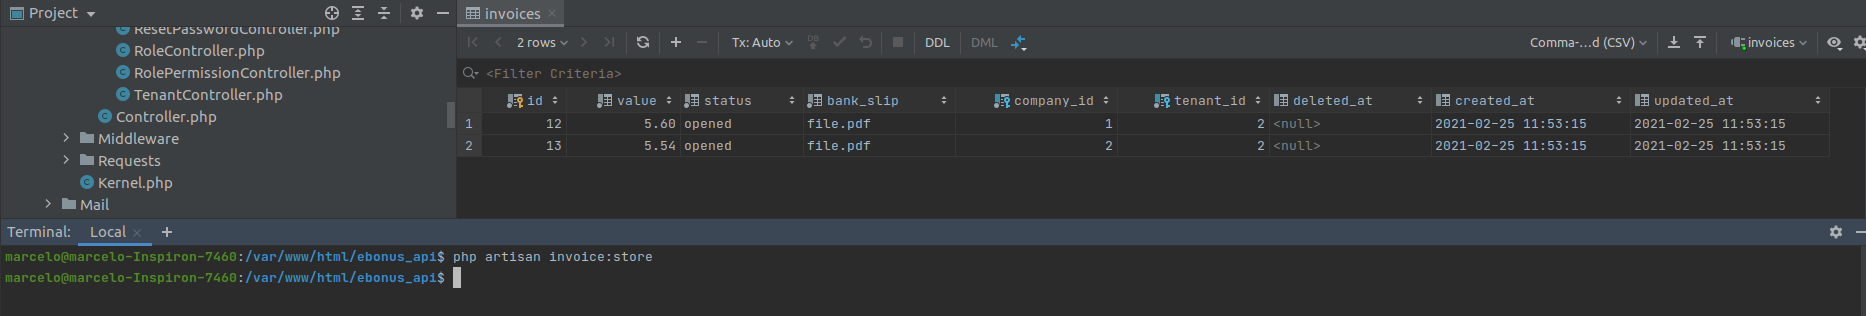 Project
invoices
ResetPasswordController.php
RoleController.php
RolePermissionController.php
TenantController.php
Controller.php
Middleware
Requests
Kernel.php
Mail
2 rows
Tx: Auto
DB
DDL
DML
Comma-...d (CSV)
invoices
<Filter Criteria>
id value status bank_slip company_id tenant_id deleted_at created_at updated_at
1 12 5.60 opened file.pdf 1 2 <null> 2021-02-25 11:53:15 2021-02-25 11:53:15
2 13 5.54 opened file.pdf 2 2 <null> 2021-02-25 11:53:15 2021-02-25 11:53:15
Terminal: Local
marcelo@marcelo-Inspiron-7460:/var/www/html/ebonus_api$ php artisan invoice:store
marcelo@marcelo-Inspiron-7460:/var/www/html/ebonus_api$